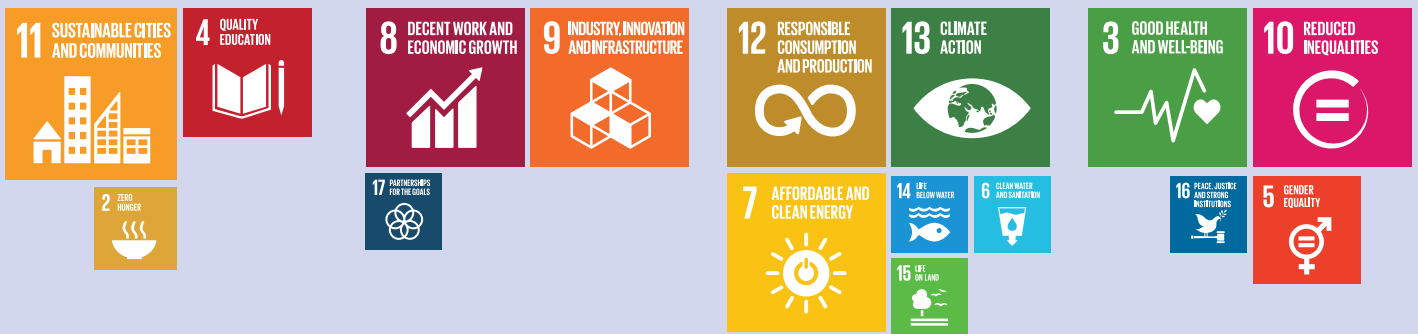 11 SUSTAINABLE CITIES
AND COMMUNITIES
4 QUALITY
EDUCATION
2 ZERO
HUNGER
8 DECENT WORK AND
ECONOMIC GROWTH
9 INDUSTRY, INNOVATION
AND INFRASTRUCTURE
17 PARTNERSHIPS
FOR THE GOALS
12 RESPONSIBLE
CONSUMPTION
AND PRODUCTION
13 CLIMATE
ACTION
7 AFFORDABLE AND
CLEAN ENERGY
14 LIFE
BELOW WATER
6 CLEAN WATER
AND SANITATION
15 LIFE
ON LAND
3 GOOD HEALTH
AND WELL-BEING
10 REDUCED
INEQUALITIES
16 PEACE, JUSTICE
AND STRONG
INSTITUTIONS
5 GENDER
EQUALITY